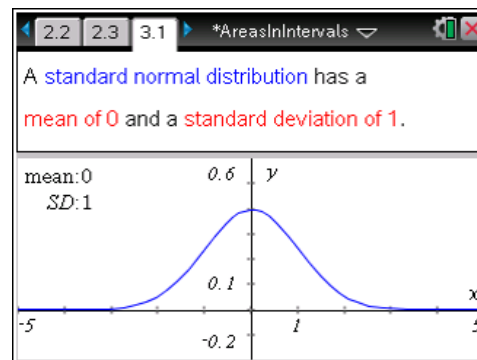 2.2 2.3 3.1 *AreasInIntervals
A standard normal distribution has a
mean of 0 and a standard deviation of 1.
mean:0 0.6 y
SD:1
0.1 x
-5 1 5
-0.2